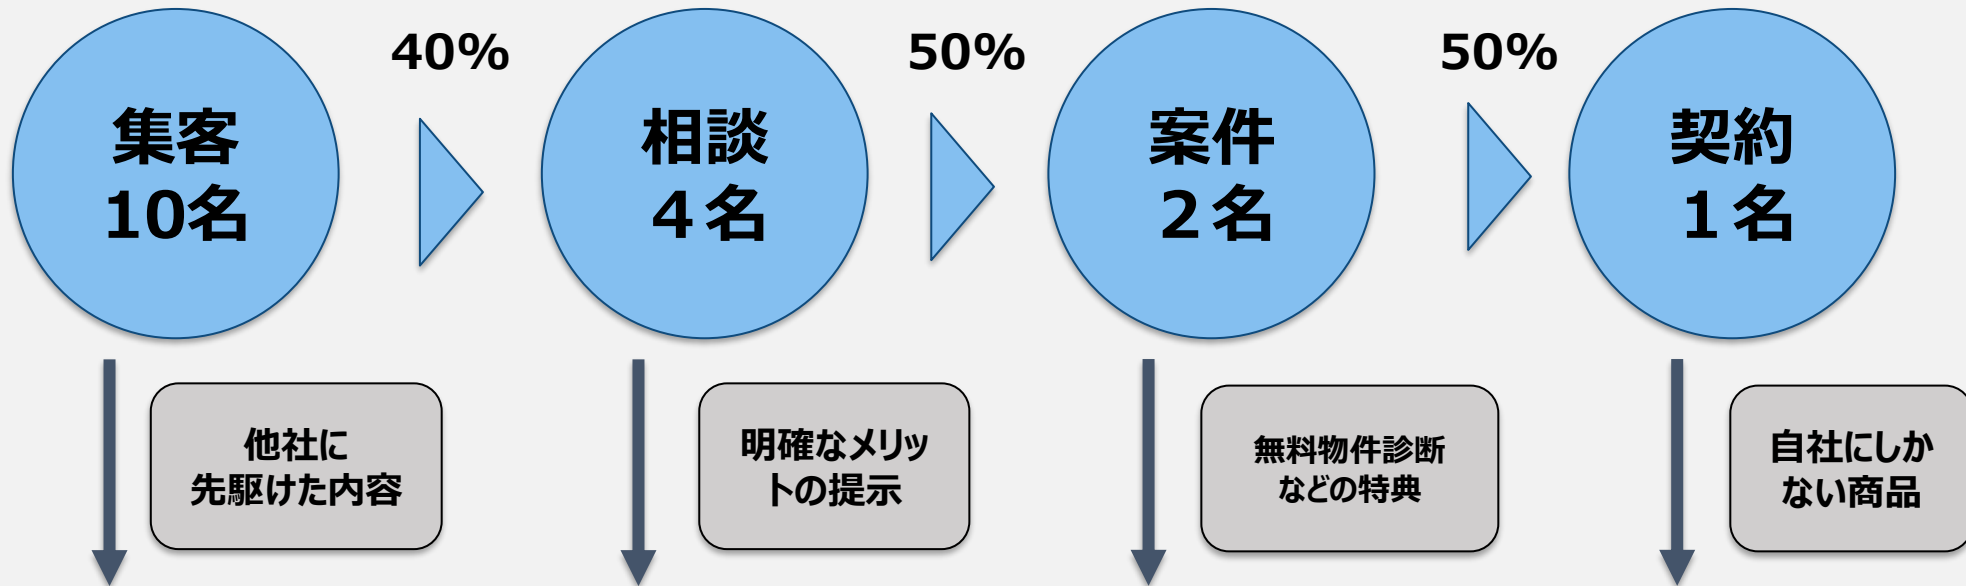 40%
50%
50%
集客
10名
相談
４名
案件
２名
契約
１名
他社に
先駆けた内容
明確なメリッ
トの提示
無料物件診断
などの特典
自社にしか
ない商品